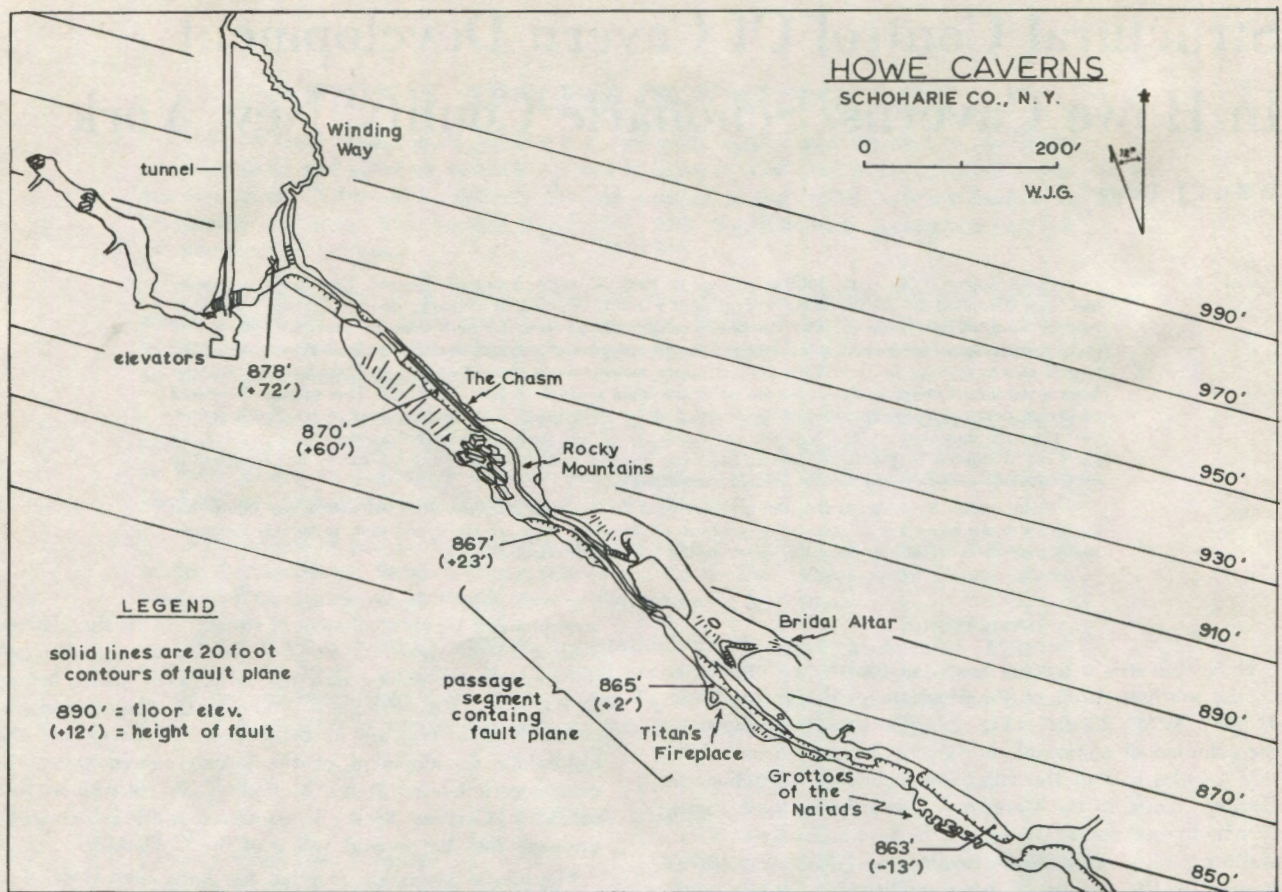 HOWE CAVERNS
SCHOHARIE CO., N.Y.
0 200'
W.J.G.
Winding
Way
tunnel
elevators
878'
(+72')
The Chasm
870'
(+60')
Rocky
Mountains
867'
(+23')
Bridal Altar
865'
(+2')
Titan's
Fireplace
passage
segment
containg
fault plane
Grottoes
of the
Naiads
863'
(-13')
990'
970'
950'
930'
910'
890'
870'
850'
LEGEND
solid lines are 20 foot
contours of fault plane
890' = floor elev.
(+12') = height of fault